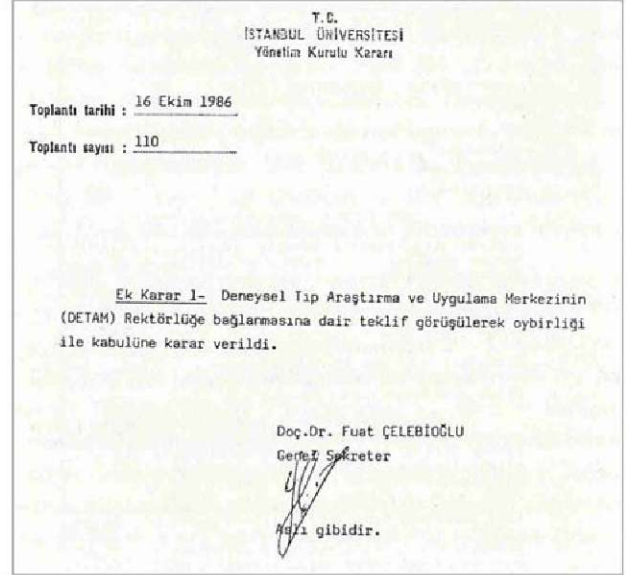 T.C.
İSTANBUL ÜNİVERSİTESİ
Yönetim Kurulu Kararı
Toplantı tarihi : 16 Ekim 1986
Toplantı sayısı : 110
Ek Karar 1- Deneysel Tıp Araştırma ve Uygulama Merkezinin
(DETAM) Rektörlüğe bağlanmasına dair teklif görüşülerek oybirliği
ile kabulüne karar verildi.
Doç.Dr. Fuat ÇELEBİOĞLU
Genel Sekreter
Aslı gibidir.